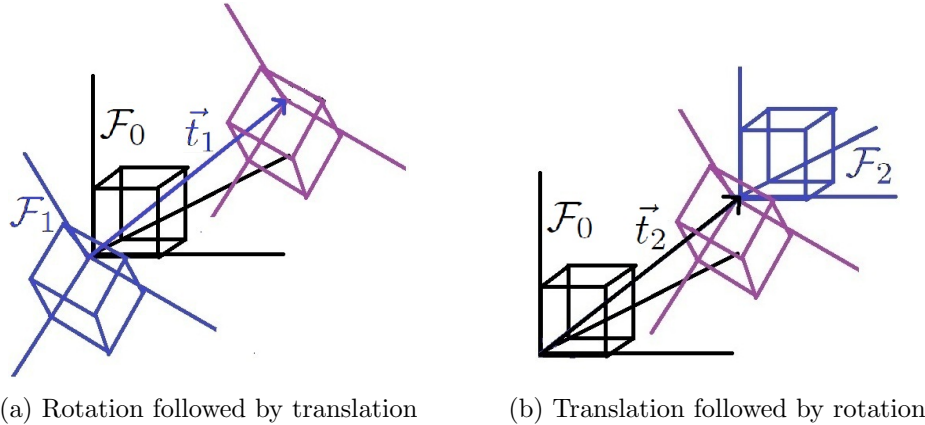 𝓕₀
t⃗₁
𝓕₁
𝓕₀
t⃗₂
𝓕₂
(a) Rotation followed by translation
(b) Translation followed by rotation